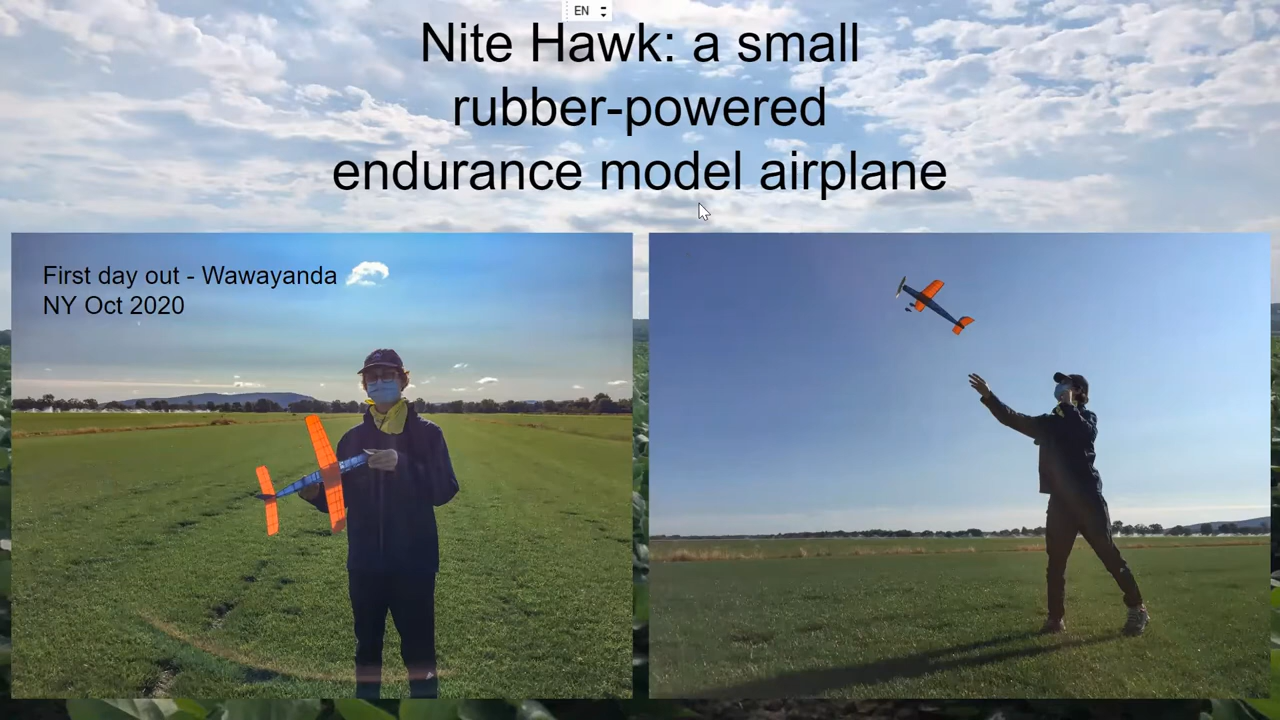 EN
Nite Hawk: a small
rubber-powered
endurance model airplane
First day out - Wawayanda
NY Oct 2020